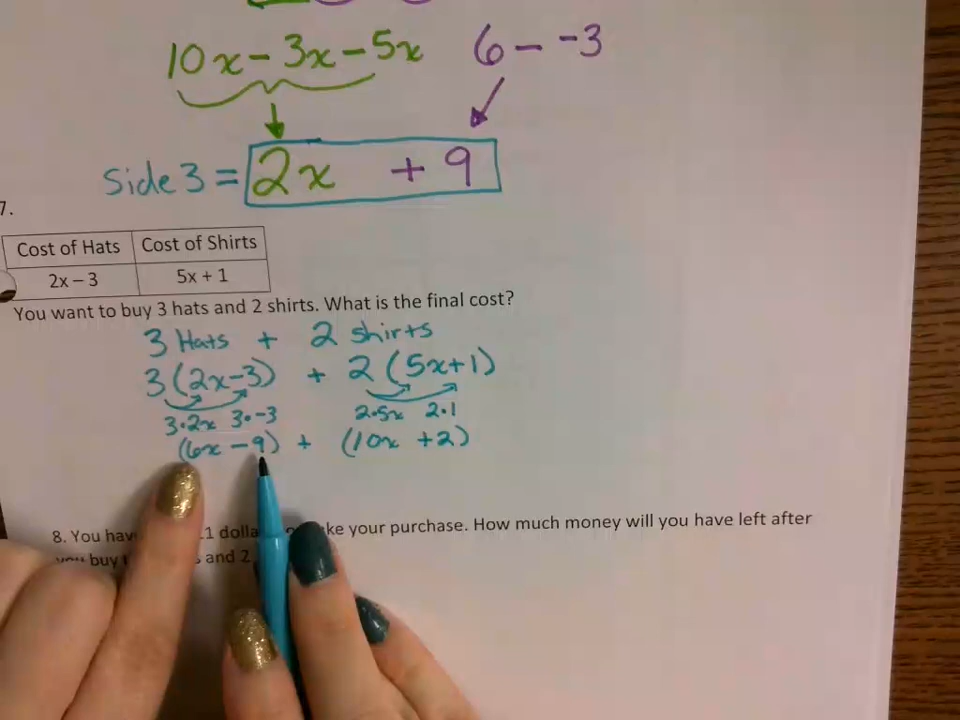 10x - 3x - 5x 6 - -3
side 3 = 2x + 9
7.
Cost of Hats Cost of Shirts
2x – 3 5x + 1
You want to buy 3 hats and 2 shirts. What is the final cost?
3 Hats + 2 shirts
3(2x-3) + 2(5x+1)
3·2x 3·-3 2·5x 2·1
(6x - 9) + (10x + 2)
8. You 1 your purchase. How much money will you have left after
you buy and 2